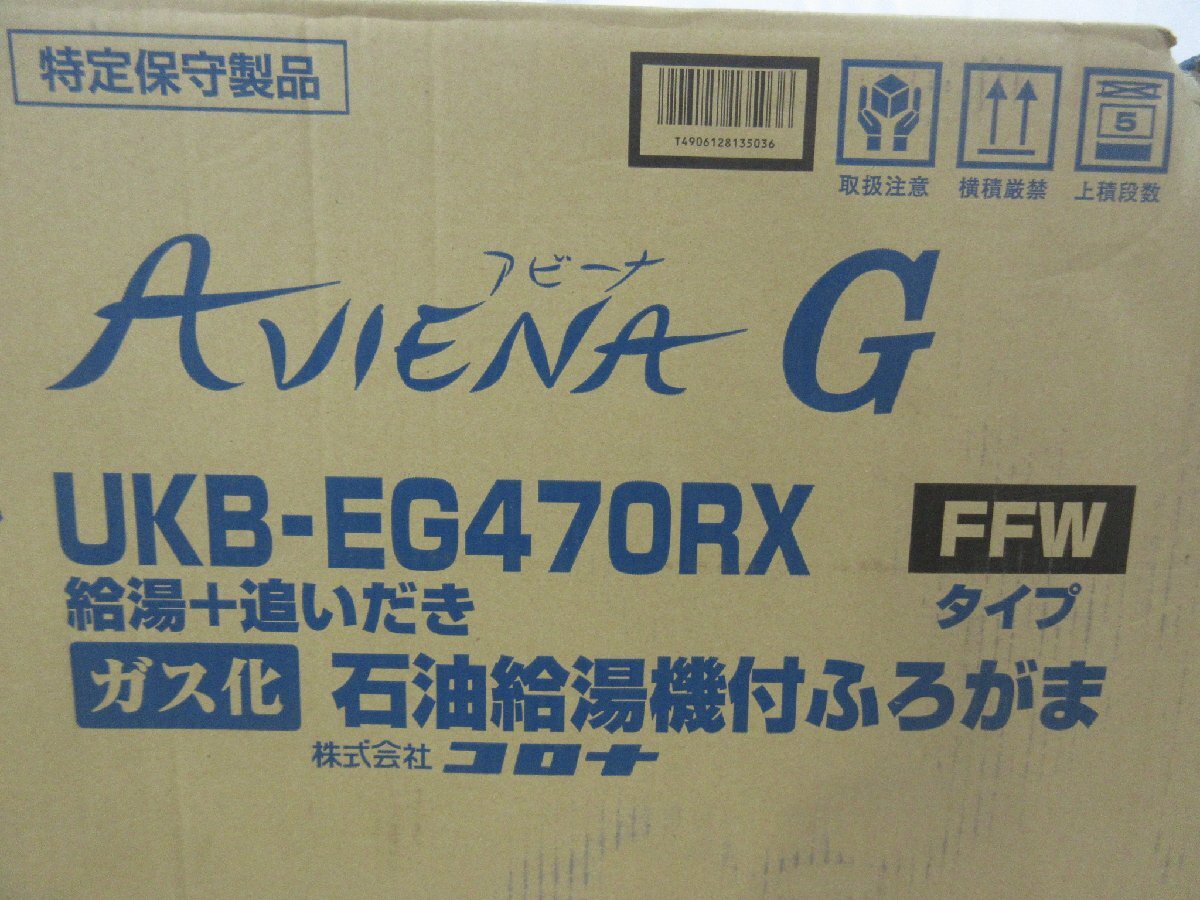 特定保守製品
T4906128135036
5
取扱注意
横積厳禁
上積段数
アビーナ
AVIENA G
UKB-EG470RX
FFW
給湯+追いだき
タイプ
ガス化
石油給湯機付ふろがま
株式会社 コロナ